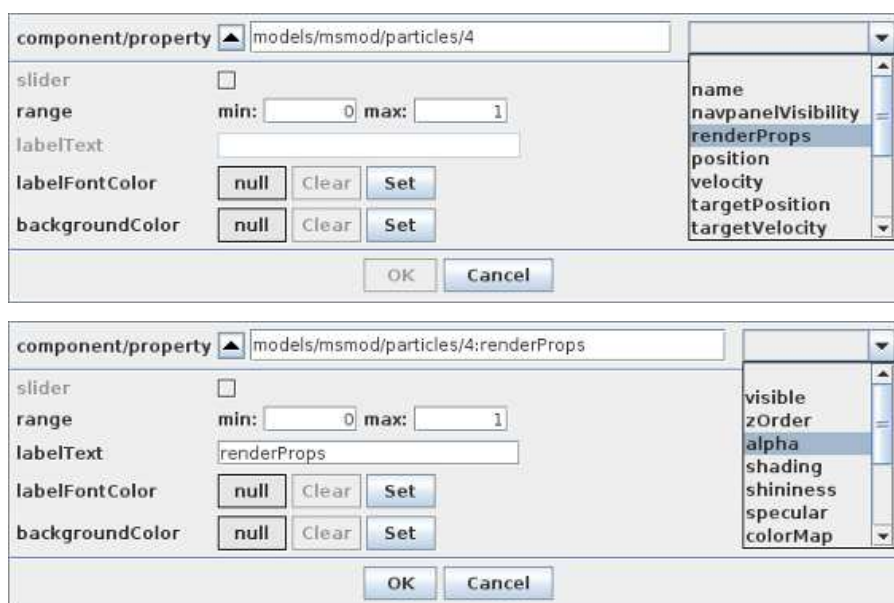 component/property models/msmod/particles/4
slider
range min: 0 max: 1
labelText
labelFontColor null Clear Set
backgroundColor null Clear Set
name
navpanelVisibility
renderProps
position
velocity
targetPosition
targetVelocity
OK Cancel
component/property models/msmod/particles/4:renderProps
slider
range min: 0 max: 1
labelText renderProps
labelFontColor null Clear Set
backgroundColor null Clear Set
visible
zOrder
alpha
shading
shininess
specular
colorMap
OK Cancel